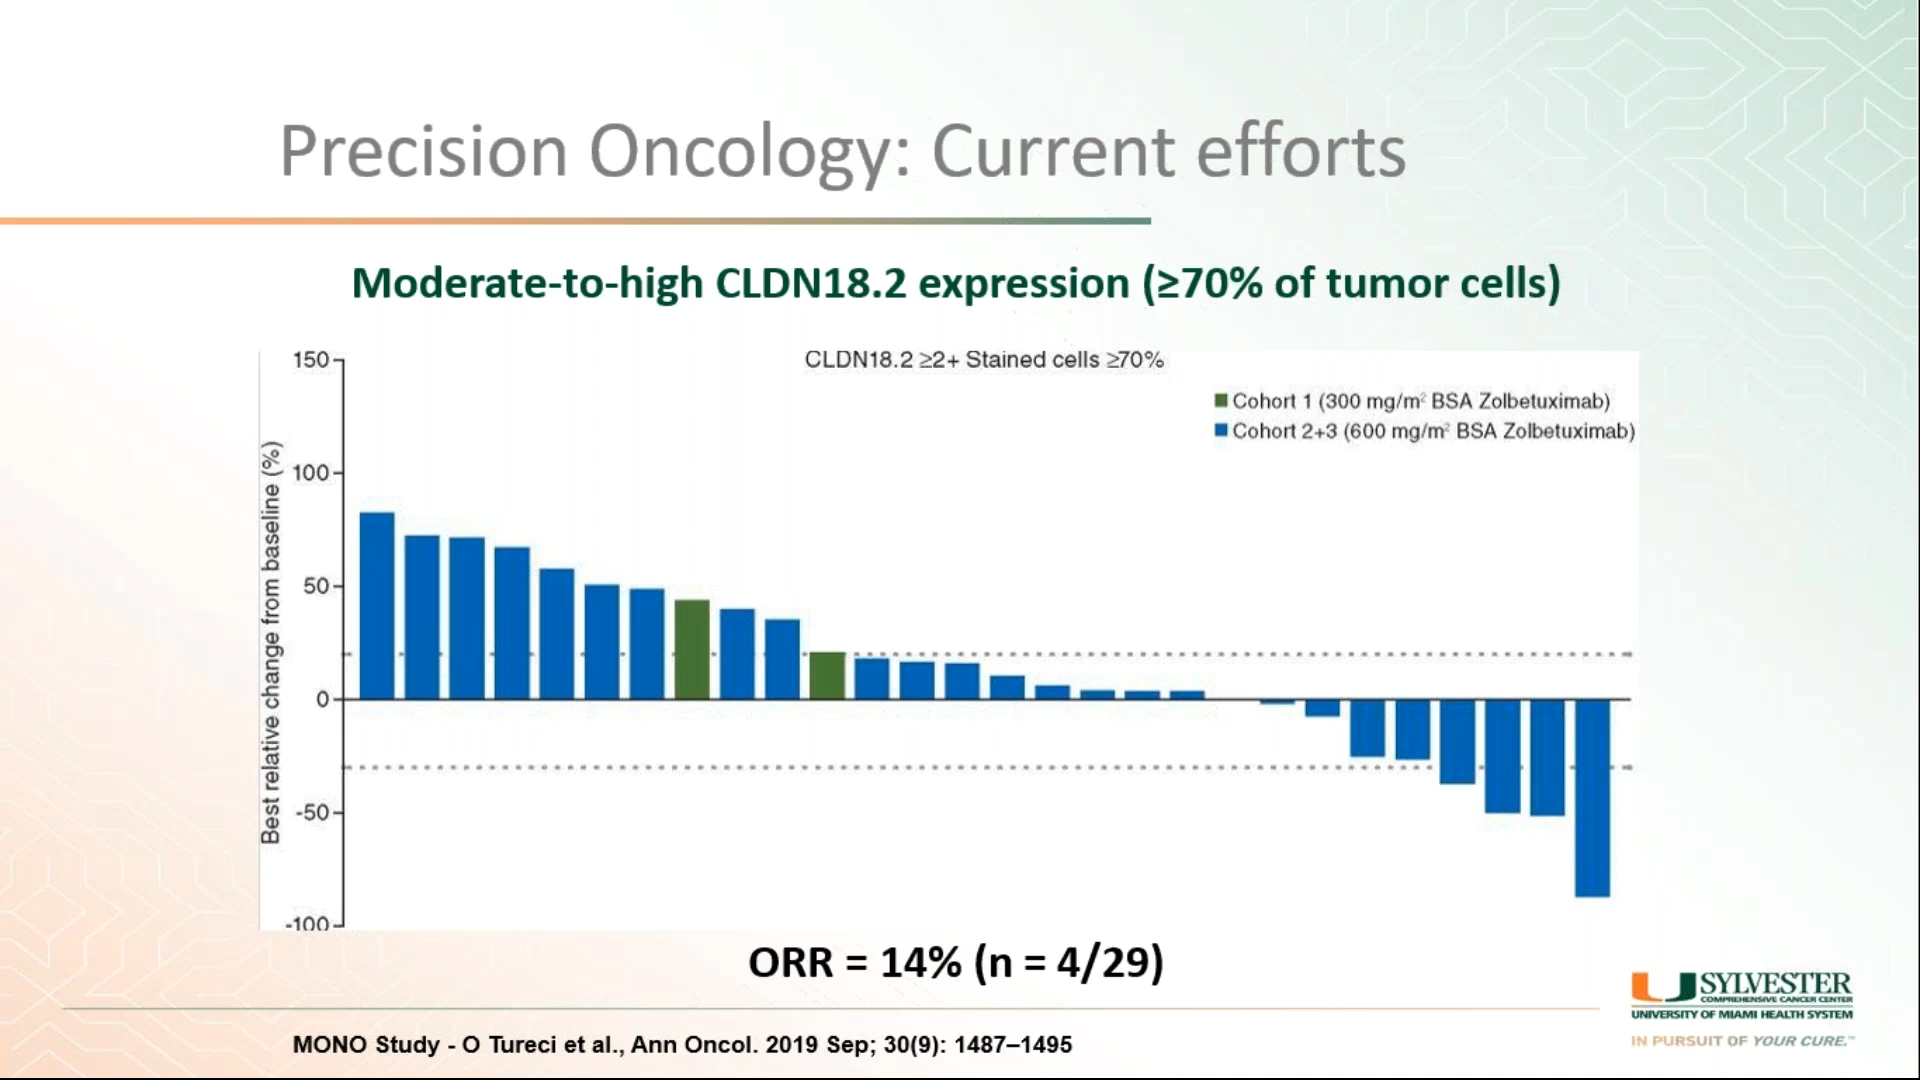 Precision Oncology: Current efforts
Moderate-to-high CLDN18.2 expression (≥70% of tumor cells)
CLDN18.2 ≥2+ Stained cells ≥70%
Cohort 1 (300 mg/m² BSA Zolbetuximab)
Cohort 2+3 (600 mg/m² BSA Zolbetuximab)
Best relative change from baseline (%)
150
100
50
0
-50
-100
ORR = 14% (n = 4/29)
MONO Study - O Tureci et al., Ann Oncol. 2019 Sep; 30(9): 1487–1495
U SYLVESTER
COMPREHENSIVE CANCER CENTER
UNIVERSITY OF MIAMI HEALTH SYSTEM
IN PURSUIT OF YOUR CURE.™